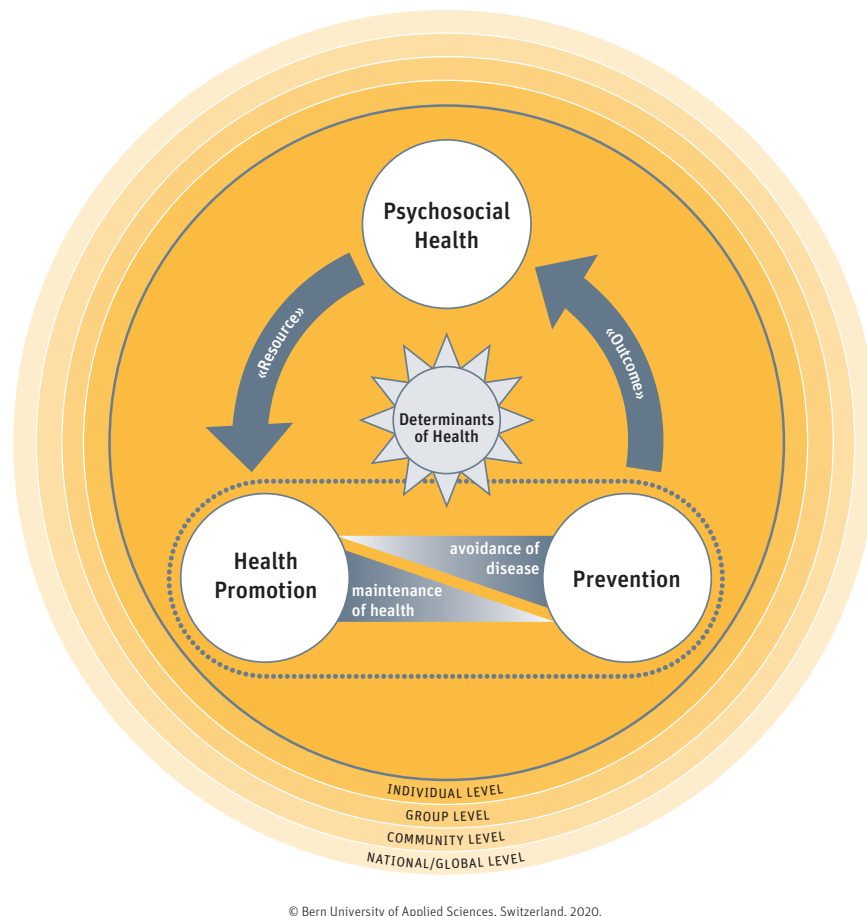 Psychosocial
Health
«Resource»
«Outcome»
Determinants
of Health
Health
Promotion
avoidance of
disease
maintenance
of health
Prevention
INDIVIDUAL LEVEL
GROUP LEVEL
COMMUNITY LEVEL
NATIONAL/GLOBAL LEVEL
© Bern University of Applied Sciences, Switzerland, 2020.